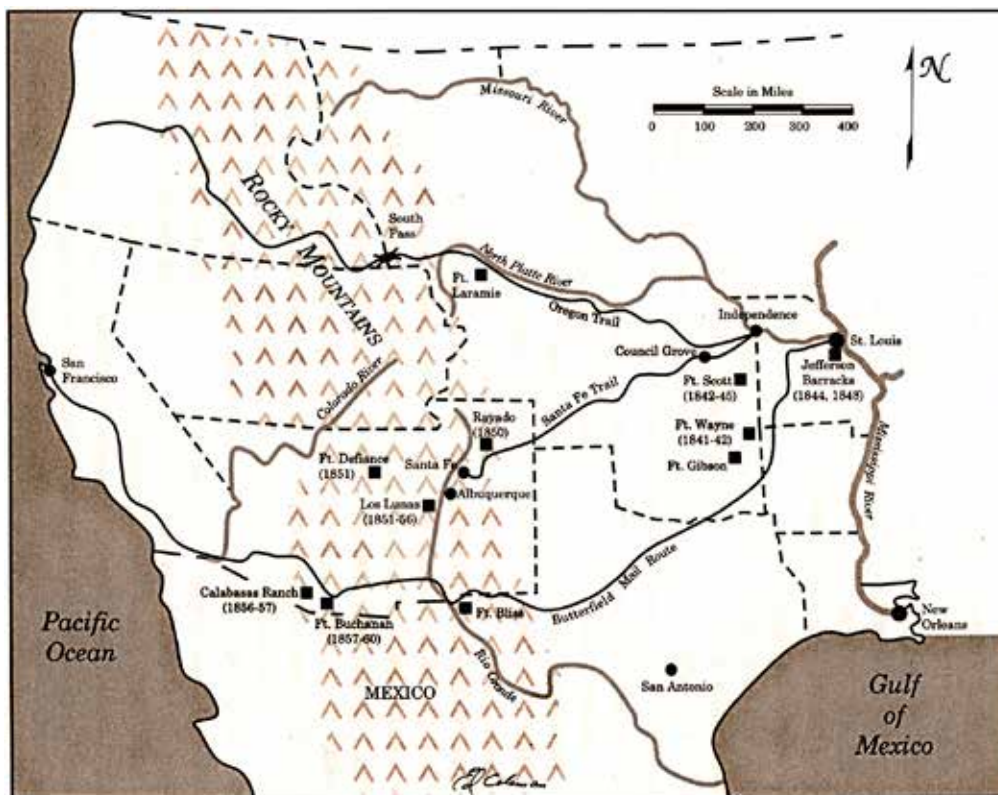 N
Missouri River
Scale in Miles
0 100 200 300 400
ROCKY MOUNTAINS
South
Pass
North Platte River
Ft.
Laramie
Oregon Trail
Independence
St. Louis
Council Grove
Jefferson
Barracks
(1844, 1848)
San
Francisco
Colorado River
Santa Fe Trail
Ft. Scott
(1842-45)
Rayado
(1850)
Ft. Wayne
(1841-42)
Mississippi River
Ft. Defiance
(1851)
Santa Fe
Ft. Gibson
Albuquerque
Los Lunas
(1851-56)
Butterfield Mail Route
Calabasas Ranch
(1856-57)
Ft. Buchanan
(1857-60)
Ft. Bliss
New
Orleans
Pacific
Ocean
Rio Grande
MEXICO
San Antonio
Gulf
of
Mexico
Coleman